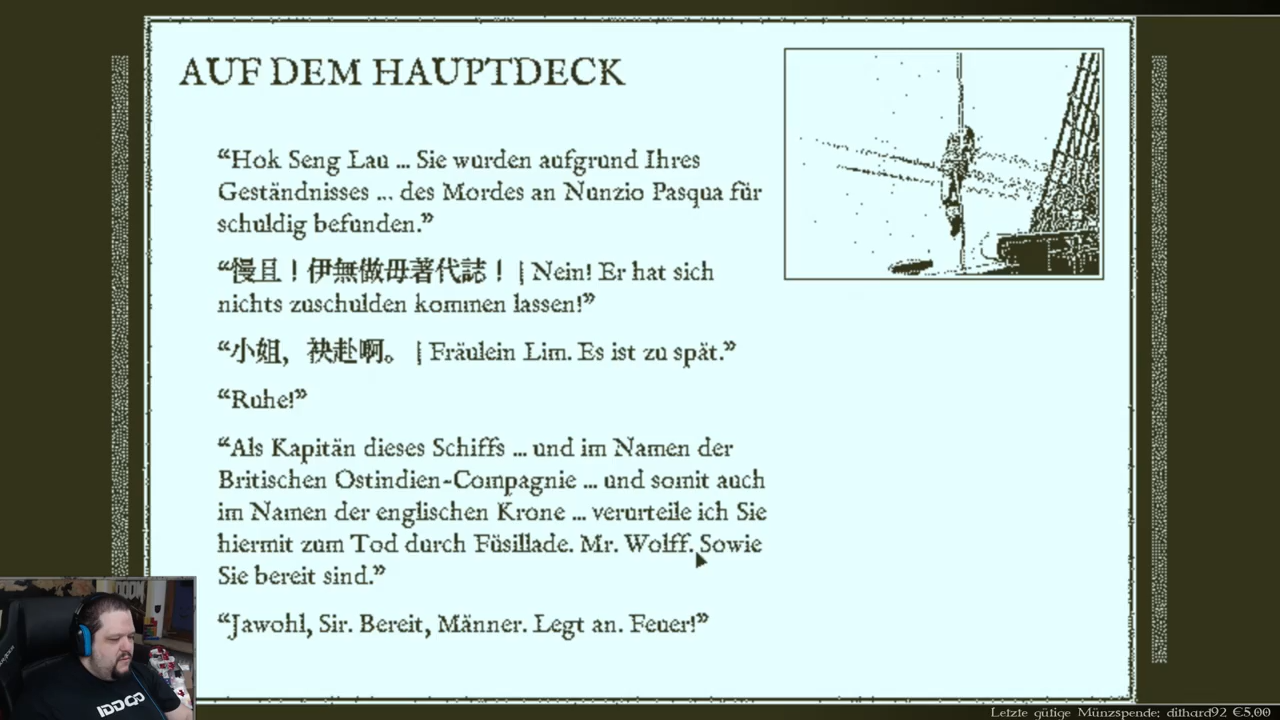 AUF DEM HAUPTDECK
“Hok Seng Lau ... Sie wurden aufgrund Ihres
Geständnisses ... des Mordes an Nunzio Pasqua für
schuldig befunden.”
“慢且！伊無做毋著代誌！ | Nein! Er hat sich
nichts zuschulden kommen lassen!”
“小姐，袂赴啊。 | Fräulein Lim. Es ist zu spät.”
“Ruhe!”
“Als Kapitän dieses Schiffs ... und im Namen der
Britischen Ostindien-Compagnie ... und somit auch
im Namen der englischen Krone ... verurteile ich Sie
hiermit zum Tod durch Füsillade. Mr. Wolff. Sowie
Sie bereit sind.”
“Jawohl, Sir. Bereit, Männer. Legt an. Feuer!”
IDDQD
Letzte gütige Münzspende: dithard92 €5,00